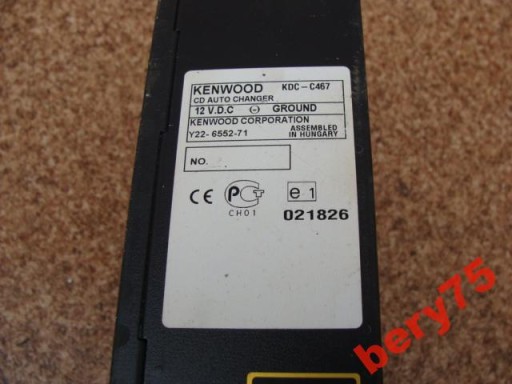 KENWOOD KDC-C467
CD AUTO CHANGER
12 V.D.C (-) GROUND
KENWOOD CORPORATION
Y22-6552-71 ASSEMBLED
IN HUNGARY
NO.
CE PCT e1
CH01
021826
bery75